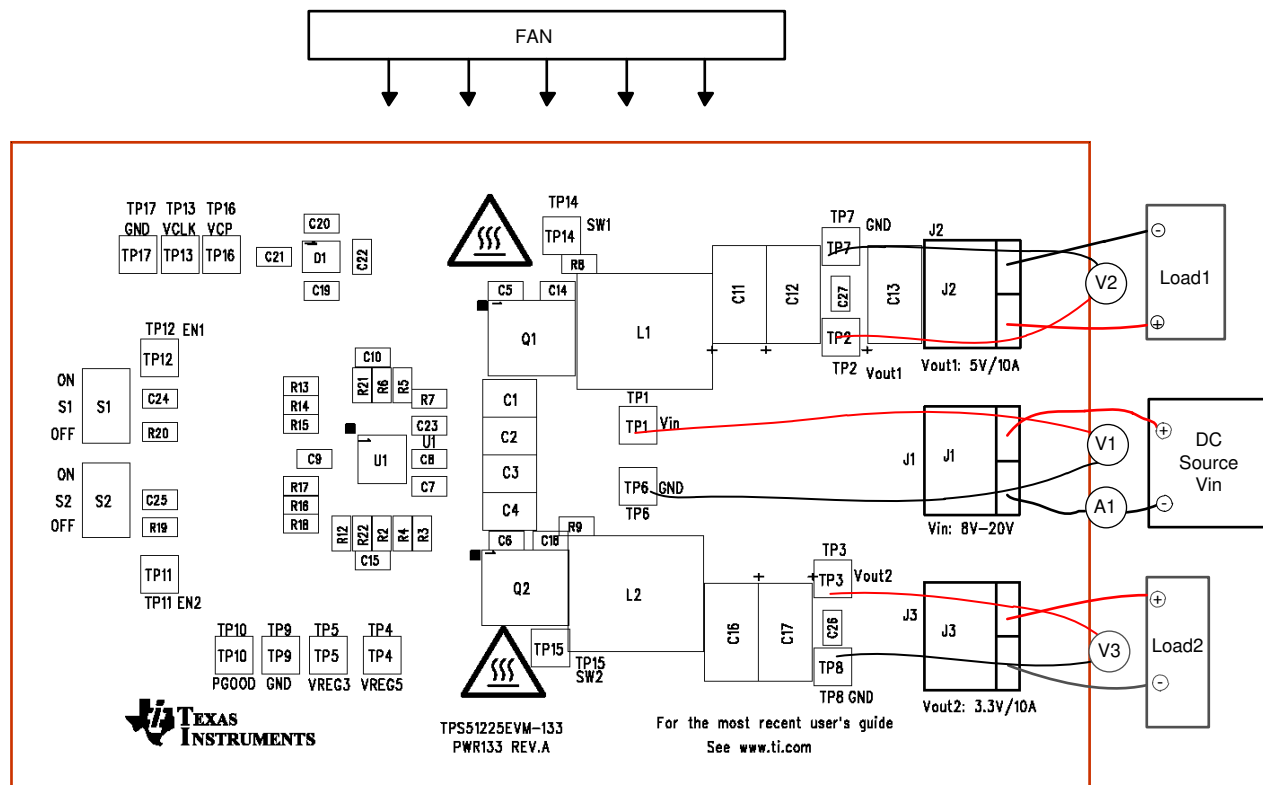 FAN
TP17 TP13 TP16
GND VCLK VCP
TP17 TP13 TP16
C20
C21 D1 C22
C19
TP14
TP14 SW1
R8
TP7 GND
TP7
J2
C5 C14
Q1
L1
C11 C12 C27 C13 J2
TP2
TP2 Vout1
Vout1: 5V/10A
V2
-
Load1
+
TP12 EN1
TP12
ON
S1 S1
OFF
C24
R20
ON
S2 S2
OFF
C25
R19
TP11
TP11 EN2
C10
R21 R6 R5
R13
R14
R15
R7
C23
U1
U1
C9 C8
C7
R17
R16
R18
R12 R22 R2 R4 R3
C15
C1
C2
C3
C4
TP1
TP1 Vin
TP6 GND
TP6
J1 J1
Vin: 8V-20V
V1
A1
+
DC
Source
Vin
-
R9
C6 C18
Q2
L2
TP15
TP15
SW2
TP3
TP3 Vout2
C16 C17 C26
TP8
TP8 GND
J3 J3
Vout2: 3.3V/10A
V3
+
Load2
-
TP10 TP9 TP5 TP4
TP10 TP9 TP5 TP4
PGOOD GND VREG3 VREG5
TEXAS
INSTRUMENTS
TPS51225EVM-133
PWR133 REV.A
For the most recent user's guide
See www.ti.com